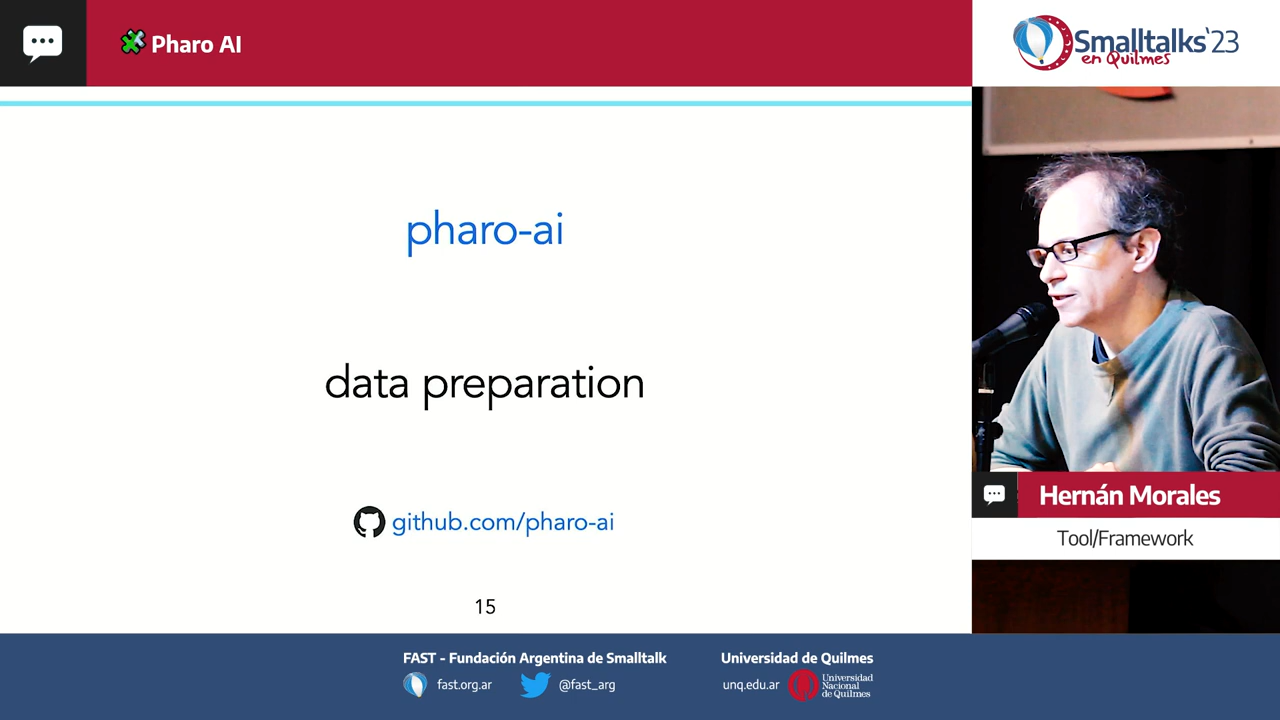 Pharo AI
Smalltalks'23
en Quilmes
pharo-ai
data preparation
github.com/pharo-ai
15
Hernán Morales
Tool/Framework
FAST - Fundación Argentina de Smalltalk
fast.org.ar
@fast_arg
Universidad de Quilmes
unq.edu.ar
Universidad
Nacional
de Quilmes